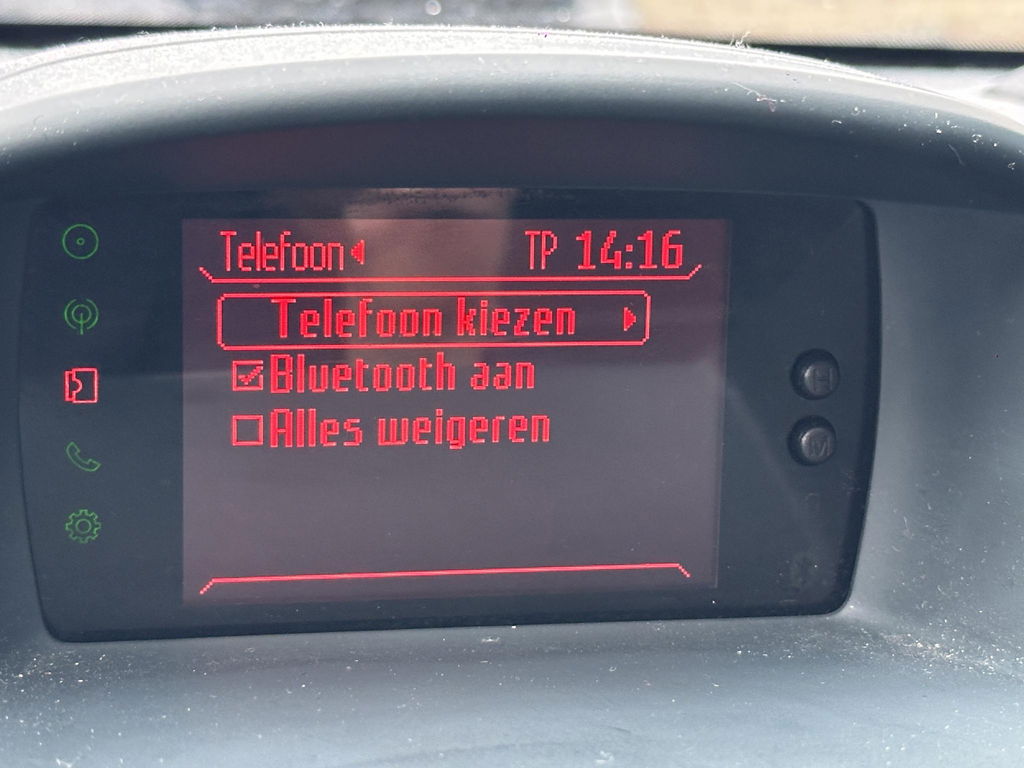 Telefoon TP 14:16
Telefoon kiezen
Bluetooth aan
Alles weigeren
H
M